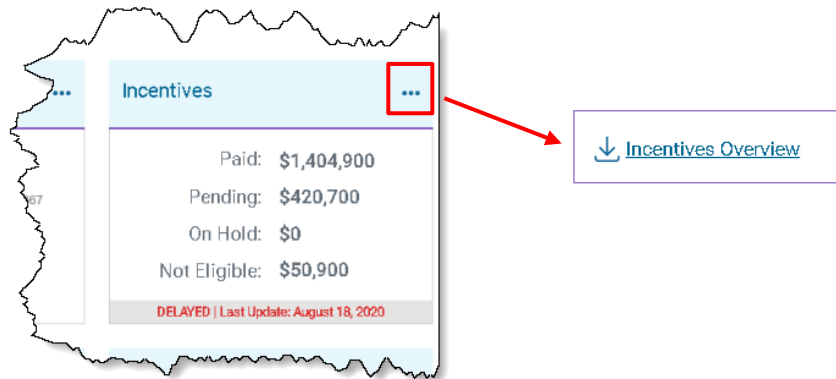 Incentives
Paid: $1,404,900
67
Pending: $420,700
On Hold: $0
Not Eligible: $50,900
DELAYED | Last Update: August 18, 2020
Incentives Overview